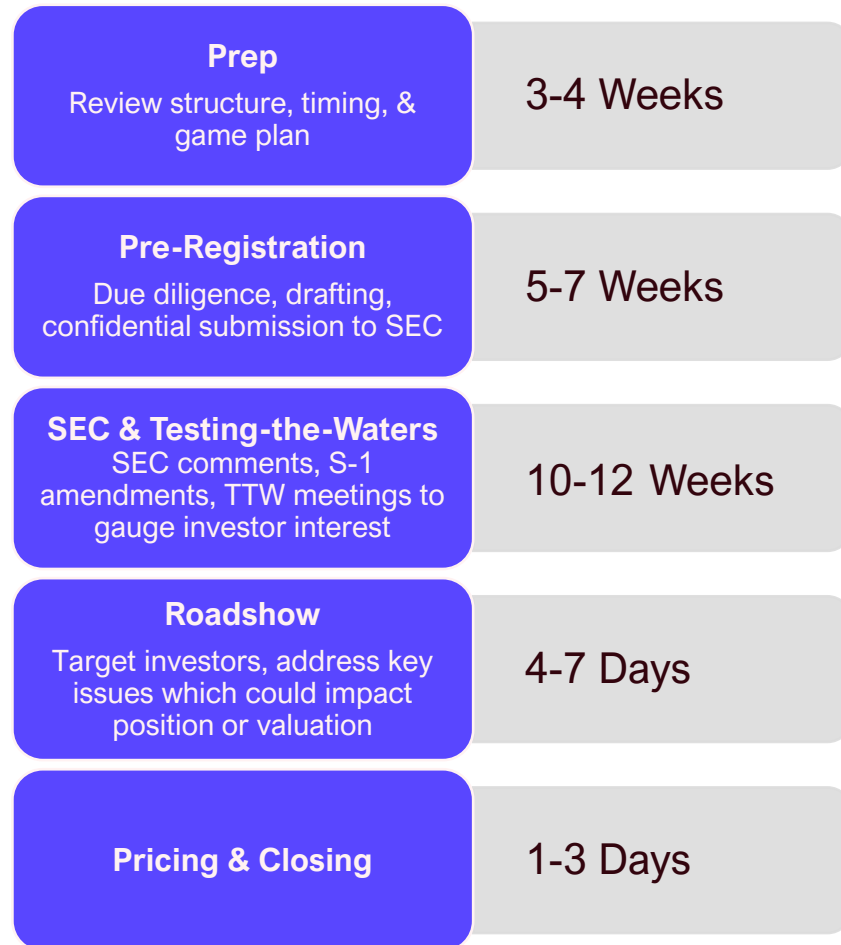 Prep
Review structure, timing, &
game plan
3-4 Weeks
Pre-Registration
Due diligence, drafting,
confidential submission to SEC
5-7 Weeks
SEC & Testing-the-Waters
SEC comments, S-1
amendments, TTW meetings to
gauge investor interest
10-12 Weeks
Roadshow
Target investors, address key
issues which could impact
position or valuation
4-7 Days
Pricing & Closing
1-3 Days